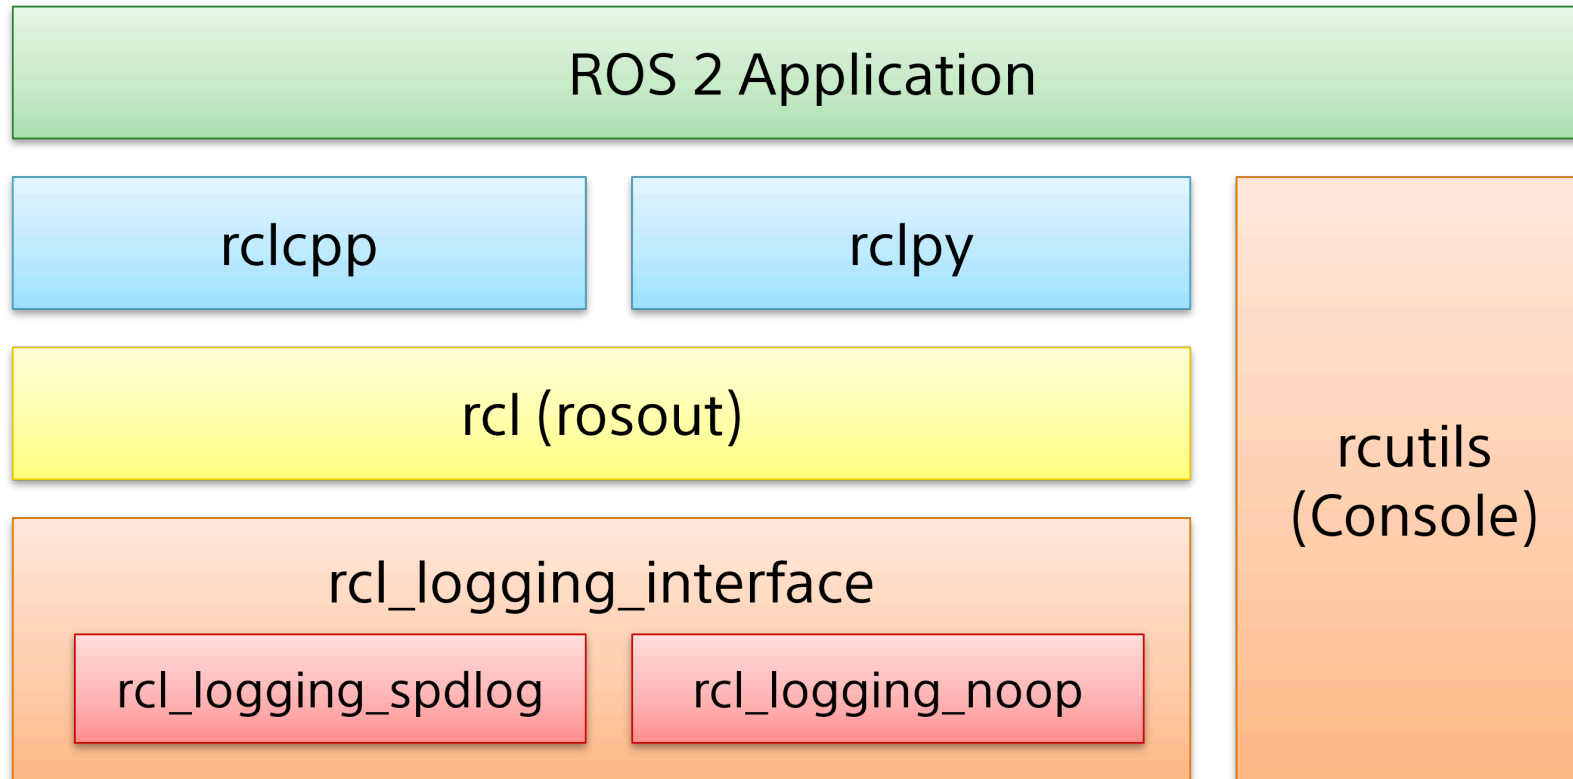 ROS 2 Application
rclcpp
rclpy
rcl (rosout)
rcutils
(Console)
rcl_logging_interface
rcl_logging_spdlog
rcl_logging_noop